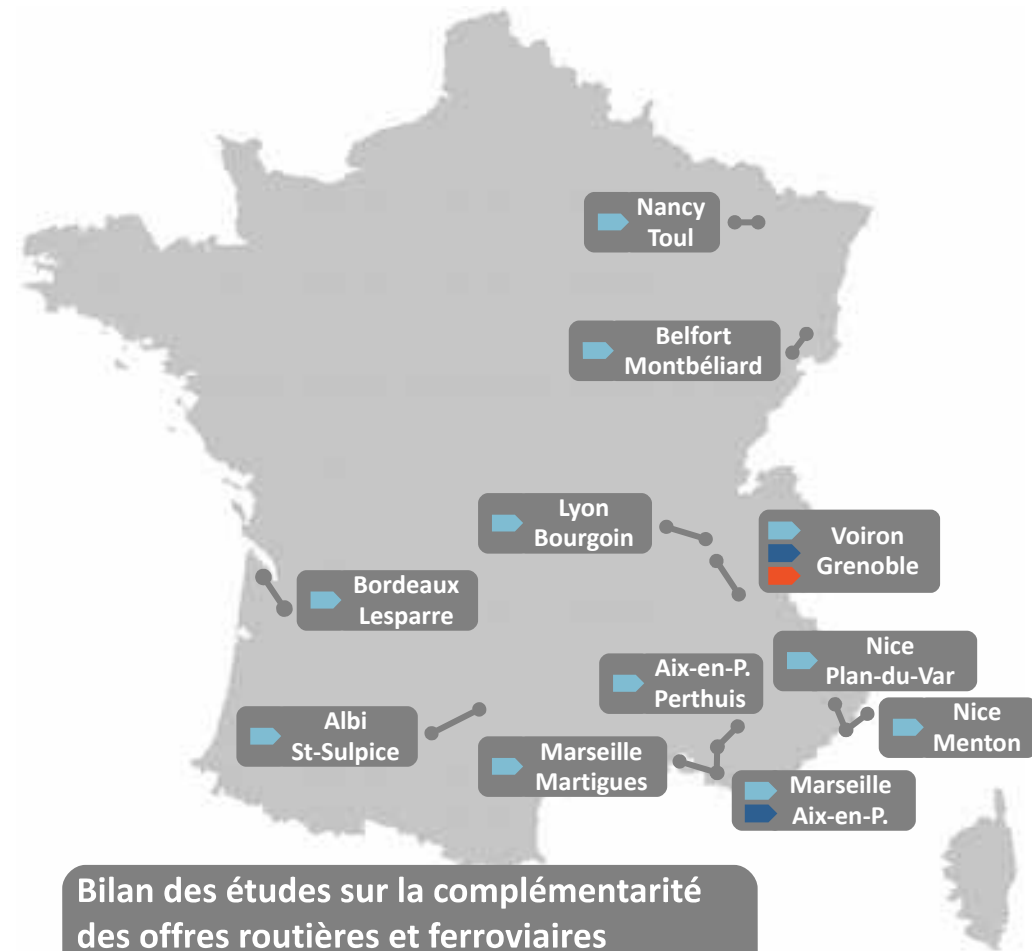 Nancy
Toul
Belfort
Montbéliard
Lyon
Bourgoin
Voiron
Grenoble
Bordeaux
Lesparre
Nice
Plan-du-Var
Aix-en-P.
Perthuis
Nice
Menton
Albi
St-Sulpice
Marseille
Martigues
Marseille
Aix-en-P.
Bilan des études sur la complémentarité
des offres routières et ferroviaires